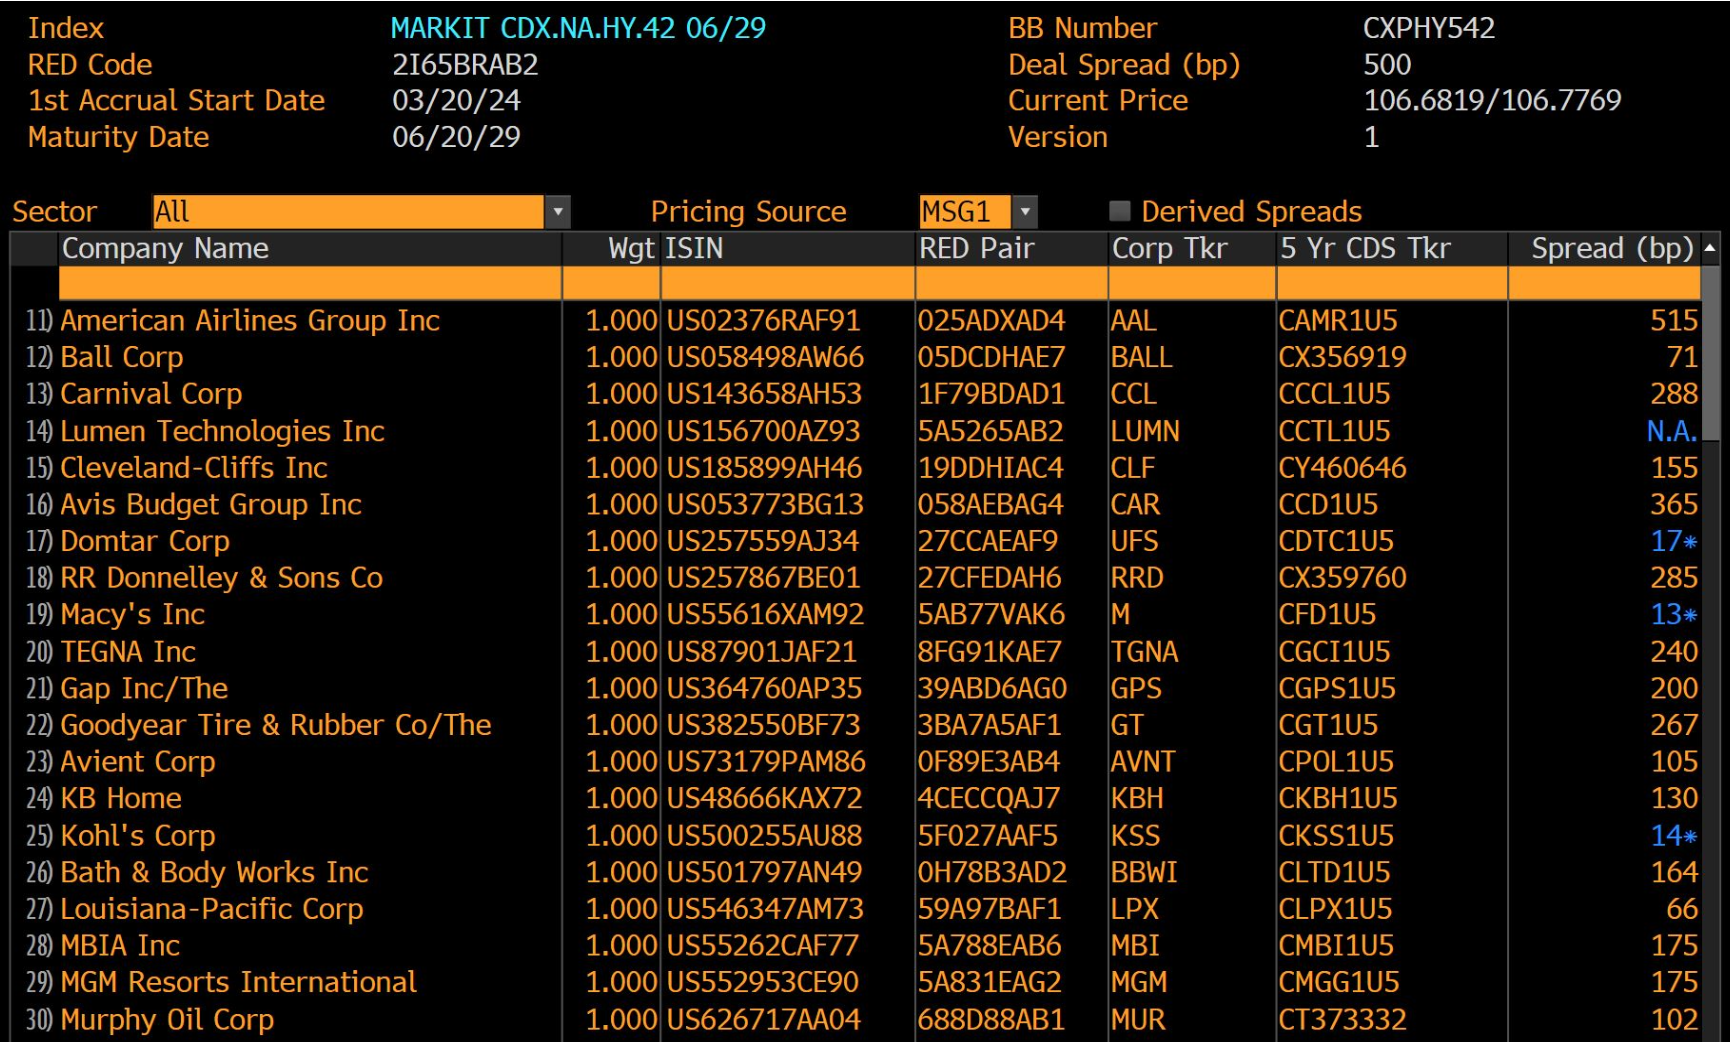 Index MARKIT CDX.NA.HY.42 06/29 BB Number CXPHY542
RED Code 2I65BRAB2 Deal Spread (bp) 500
1st Accrual Start Date 03/20/24 Current Price 106.6819/106.7769
Maturity Date 06/20/29 Version 1
Sector All Pricing Source MSG1 Derived Spreads
Company Name Wgt ISIN RED Pair Corp Tkr 5 Yr CDS Tkr Spread (bp)
11) American Airlines Group Inc 1.000 US02376RAF91 025ADXAD4 AAL CAMR1U5 515
12) Ball Corp 1.000 US058498AW66 05DCDHAE7 BALL CX356919 71
13) Carnival Corp 1.000 US143658AH53 1F79BDAD1 CCL CCCL1U5 288
14) Lumen Technologies Inc 1.000 US156700AZ93 5A5265AB2 LUMN CCTL1U5 N.A.
15) Cleveland-Cliffs Inc 1.000 US185899AH46 19DDHIAC4 CLF CY460646 155
16) Avis Budget Group Inc 1.000 US053773BG13 058AEBAG4 CAR CCD1U5 365
17) Domtar Corp 1.000 US257559AJ34 27CCAEAF9 UFS CDTC1U5 17*
18) RR Donnelley & Sons Co 1.000 US257867BE01 27CFEDAH6 RRD CX359760 285
19) Macy's Inc 1.000 US55616XAM92 5AB77VAK6 M CFD1U5 13*
20) TEGNA Inc 1.000 US87901JAF21 8FG91KAE7 TGNA CGCI1U5 240
21) Gap Inc/The 1.000 US364760AP35 39ABD6AG0 GPS CGPS1U5 200
22) Goodyear Tire & Rubber Co/The 1.000 US382550BF73 3BA7A5AF1 GT CGT1U5 267
23) Avient Corp 1.000 US73179PAM86 0F89E3AB4 AVNT CPOL1U5 105
24) KB Home 1.000 US48666KAX72 4CECCQAJ7 KBH CKBH1U5 130
25) Kohl's Corp 1.000 US500255AU88 5F027AAF5 KSS CKSS1U5 14*
26) Bath & Body Works Inc 1.000 US501797AN49 0H78B3AD2 BBWI CLTD1U5 164
27) Louisiana-Pacific Corp 1.000 US546347AM73 59A97BAF1 LPX CLPX1U5 66
28) MBIA Inc 1.000 US55262CAF77 5A788EAB6 MBI CMBI1U5 175
29) MGM Resorts International 1.000 US552953CE90 5A831EAG2 MGM CMGG1U5 175
30) Murphy Oil Corp 1.000 US626717AA04 688D88AB1 MUR CT373332 102